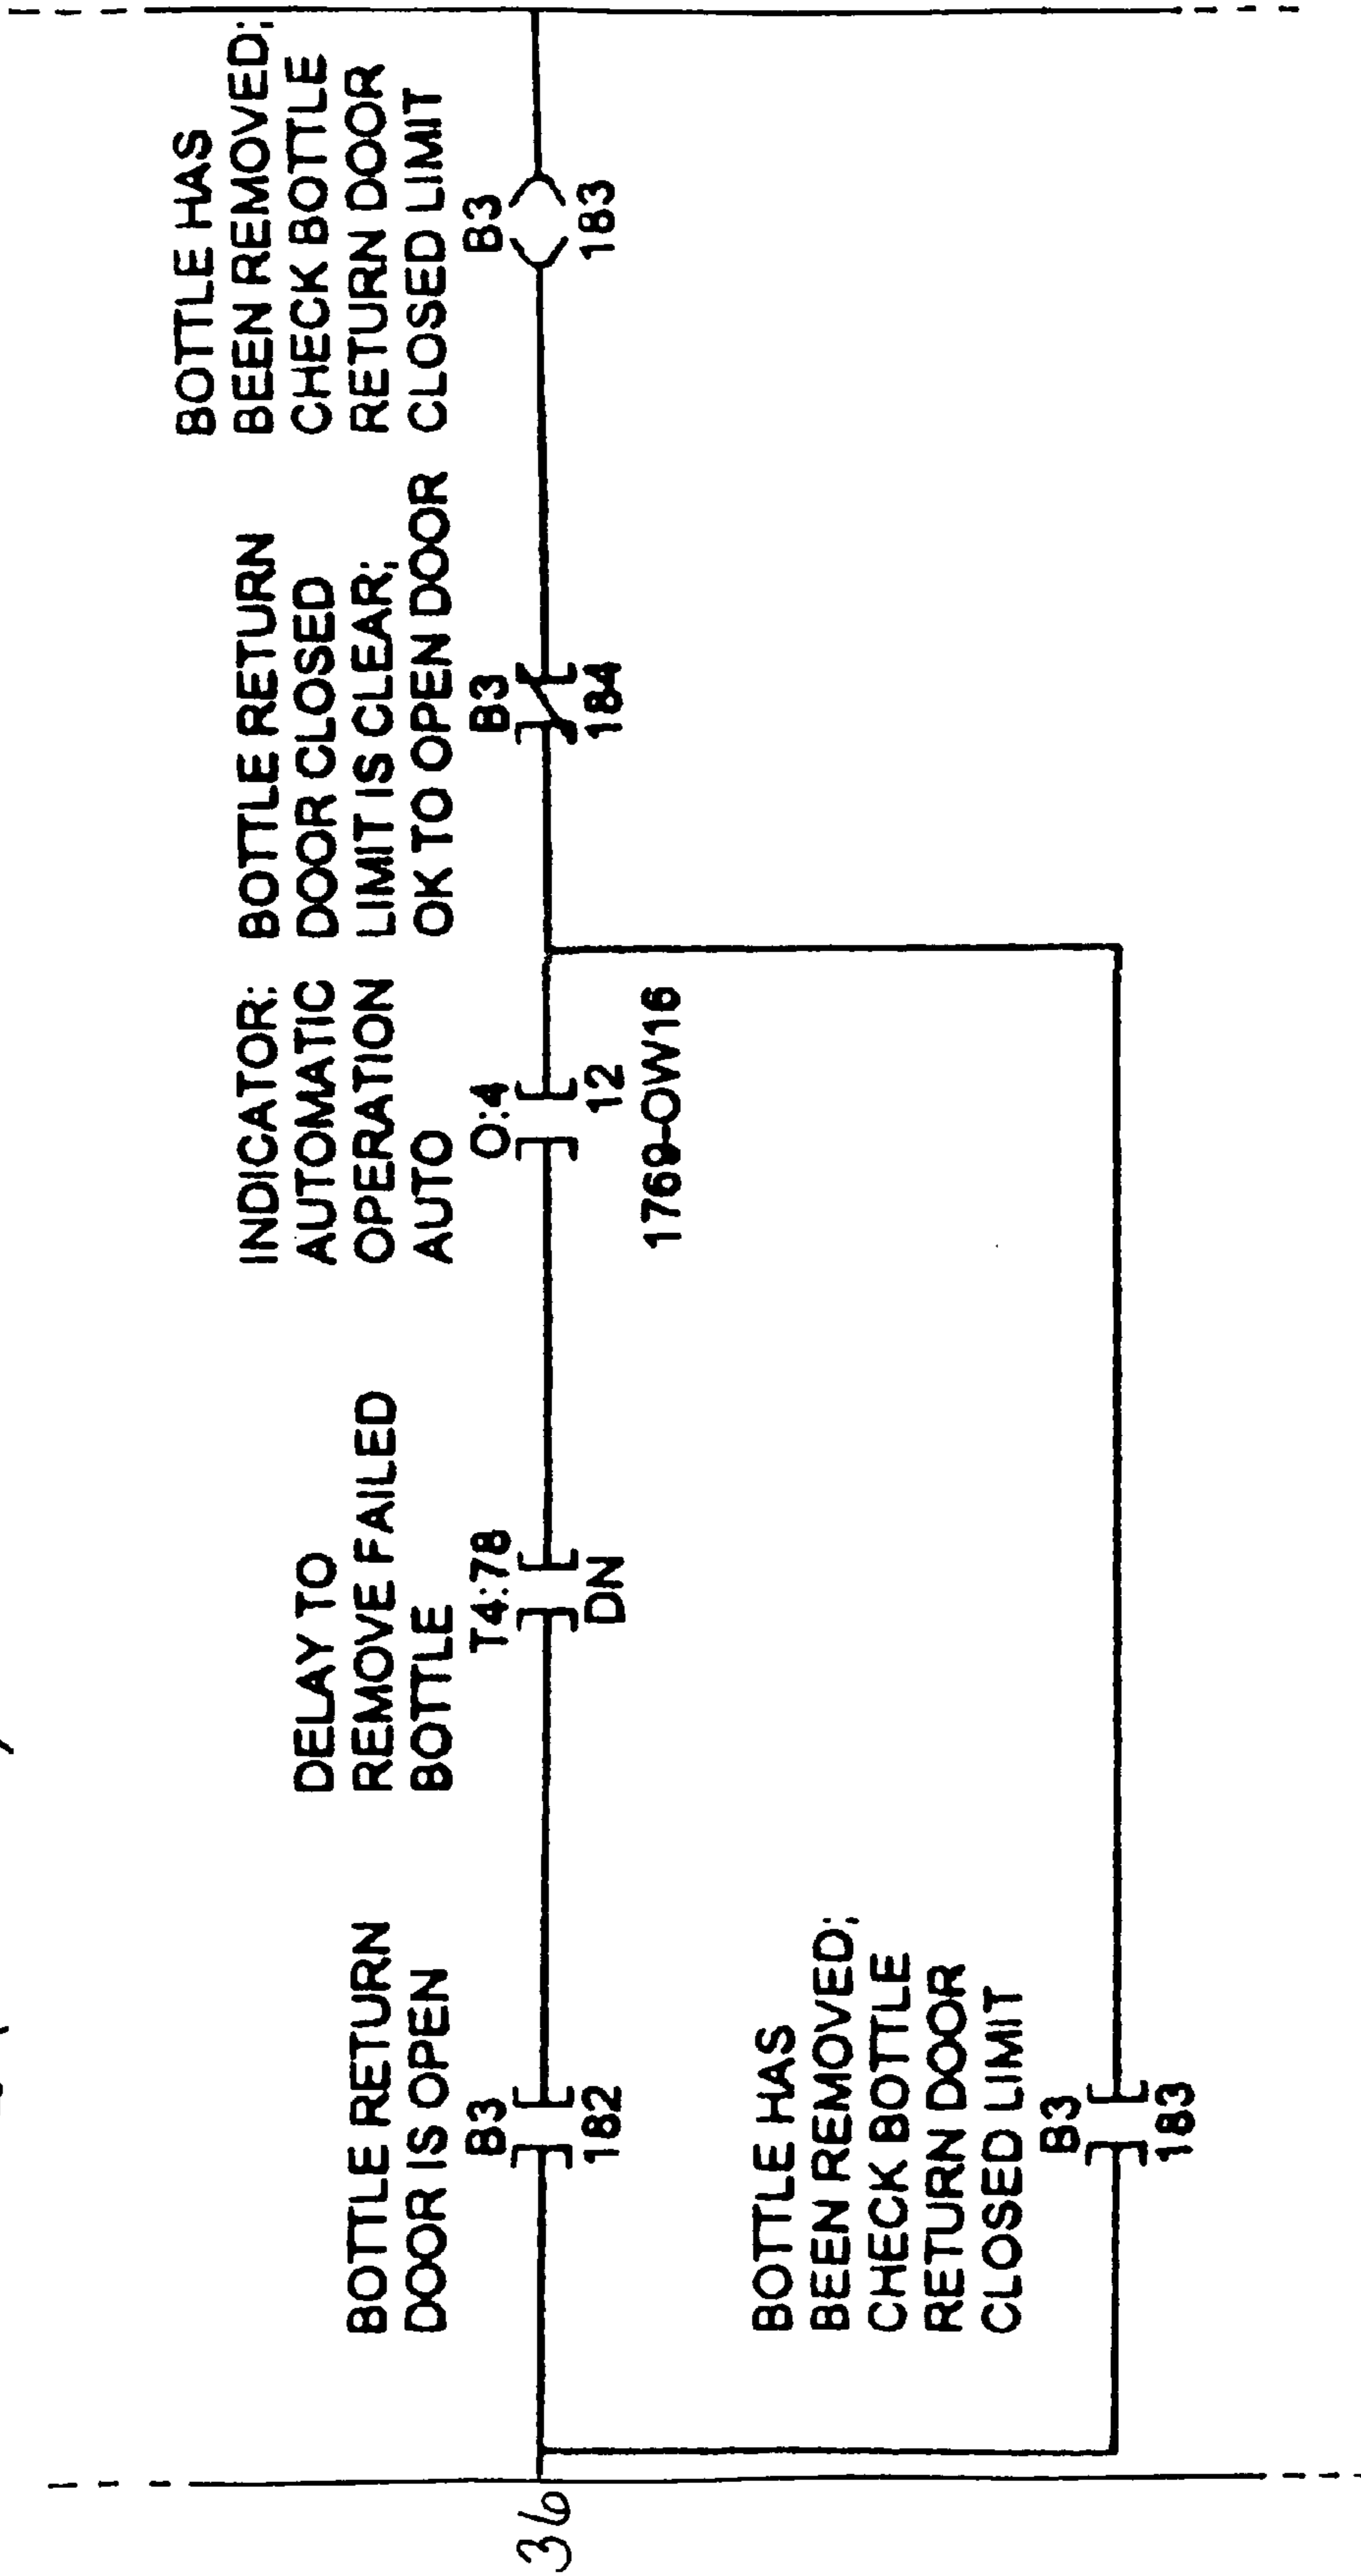 36
BOTTLE RETURN
DOOR IS OPEN
B3
182
DELAY TO
REMOVE FAILED
BOTTLE
T4:78
DN
INDICATOR:
AUTOMATIC
OPERATION
AUTO
O:4
12
1769-OW16
BOTTLE RETURN
DOOR CLOSED
LIMIT IS CLEAR;
OK TO OPEN DOOR
B3
184
BOTTLE HAS
BEEN REMOVED;
CHECK BOTTLE
RETURN DOOR
CLOSED LIMIT
B3
183
BOTTLE HAS
BEEN REMOVED;
CHECK BOTTLE
RETURN DOOR
CLOSED LIMIT
B3
183